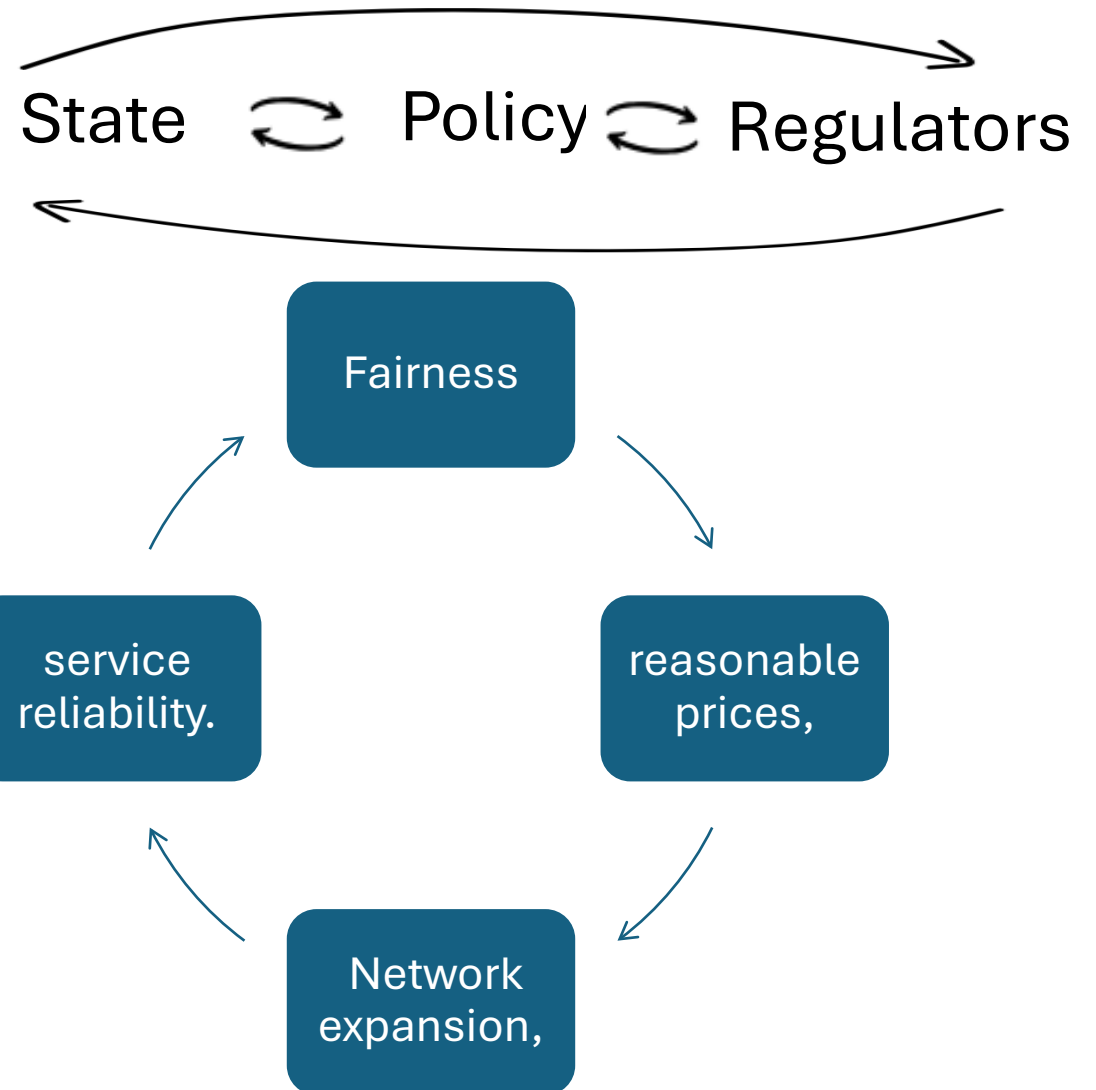 State Policy Regulators
Fairness
reasonable
prices,
Network
expansion,
service
reliability.